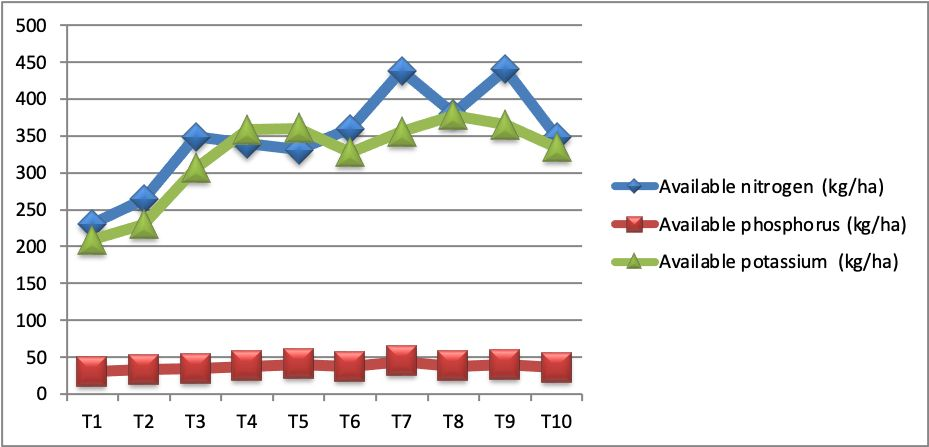 500
450
400
350
300
250
200
150
100
50
0
T1 T2 T3 T4 T5 T6 T7 T8 T9 T10
Available nitrogen (kg/ha)
Available phosphorus (kg/ha)
Available potassium (kg/ha)